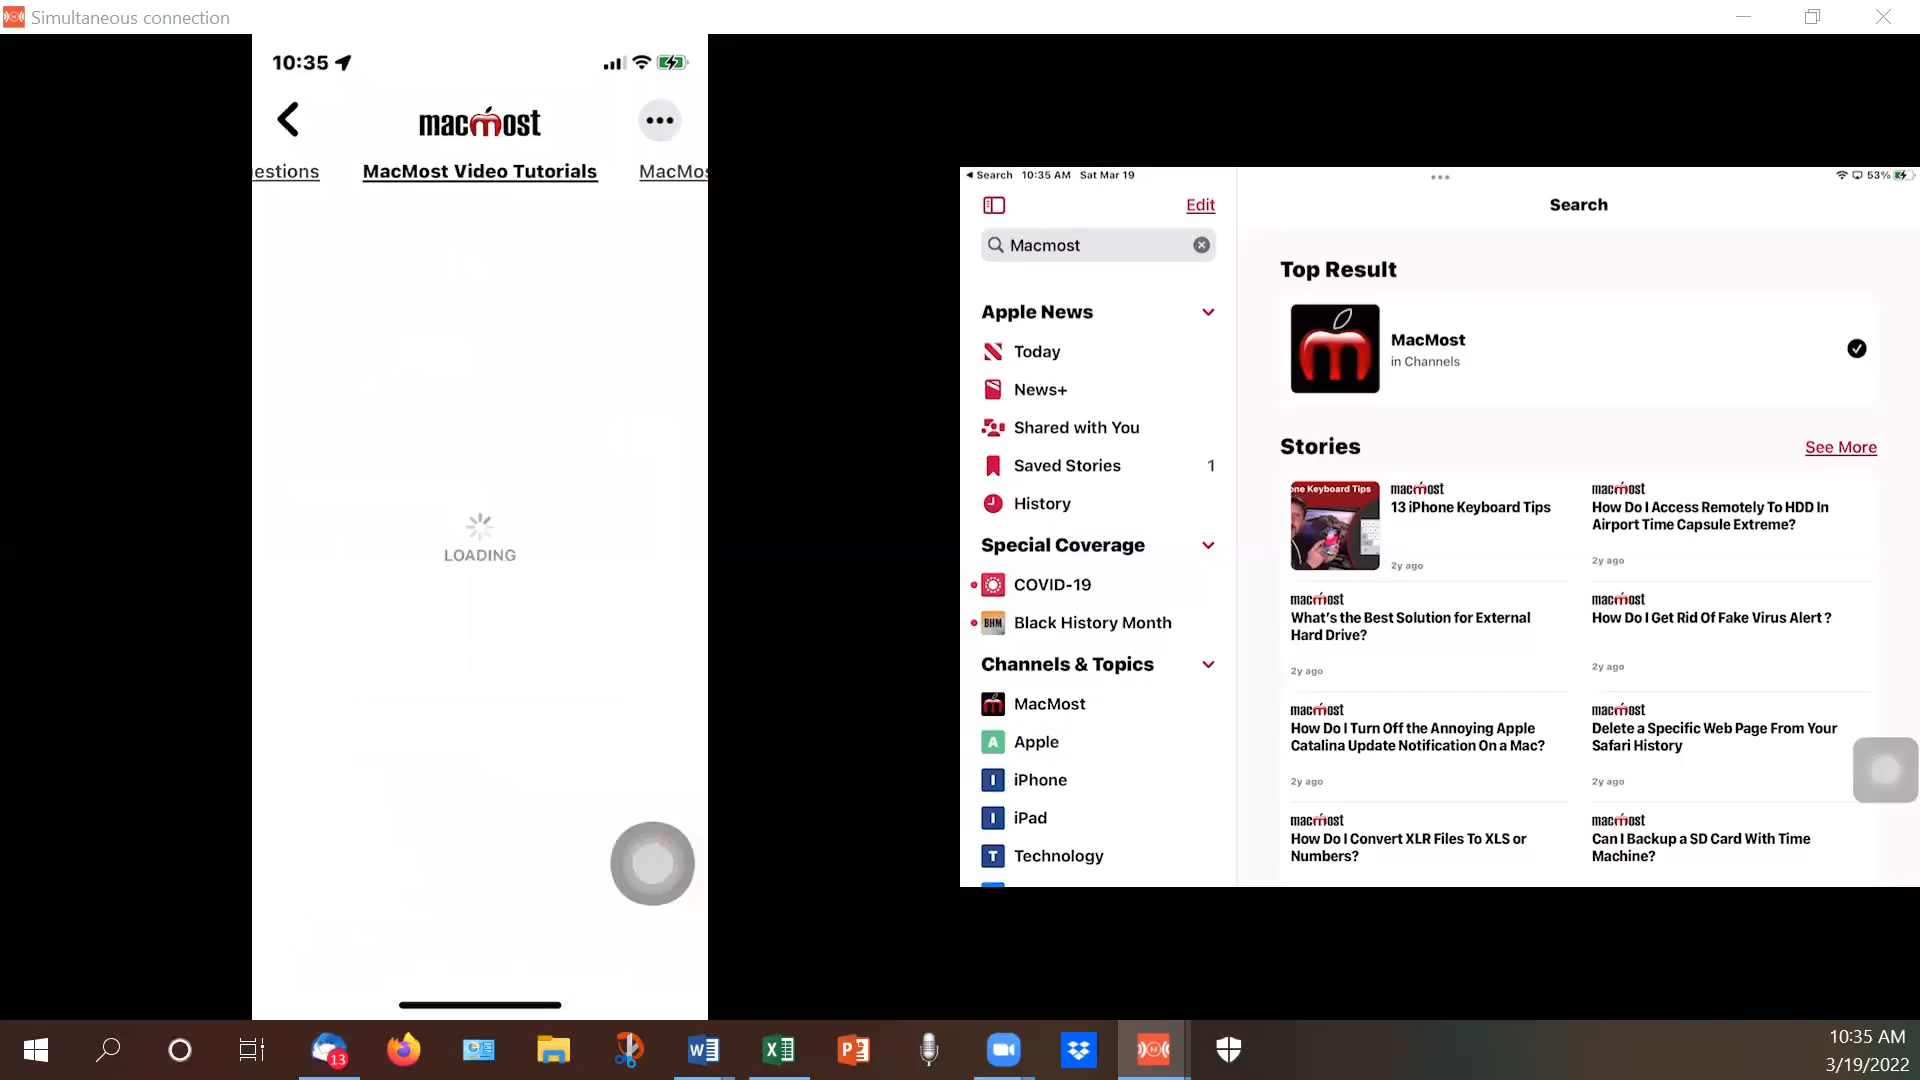 Simultaneous connection
10:35
macmost
estions
MacMost Video Tutorials
MacMos
LOADING
Search 10:35 AM Sat Mar 19
53%
Edit
Search
Macmost
Apple News
Today
News+
Shared with You
Saved Stories 1
History
Special Coverage
COVID-19
BHM Black History Month
Channels & Topics
MacMost
A Apple
I iPhone
I iPad
T Technology
Top Result
MacMost
in Channels
Stories
See More
one Keyboard Tips
macmost
13 iPhone Keyboard Tips
2y ago
macmost
How Do I Access Remotely To HDD In
Airport Time Capsule Extreme?
2y ago
macmost
What's the Best Solution for External
Hard Drive?
2y ago
macmost
How Do I Get Rid Of Fake Virus Alert ?
2y ago
macmost
How Do I Turn Off the Annoying Apple
Catalina Update Notification On a Mac?
2y ago
macmost
Delete a Specific Web Page From Your
Safari History
2y ago
macmost
How Do I Convert XLR Files To XLS or
Numbers?
macmost
Can I Backup a SD Card With Time
Machine?
13
10:35 AM
3/19/2022